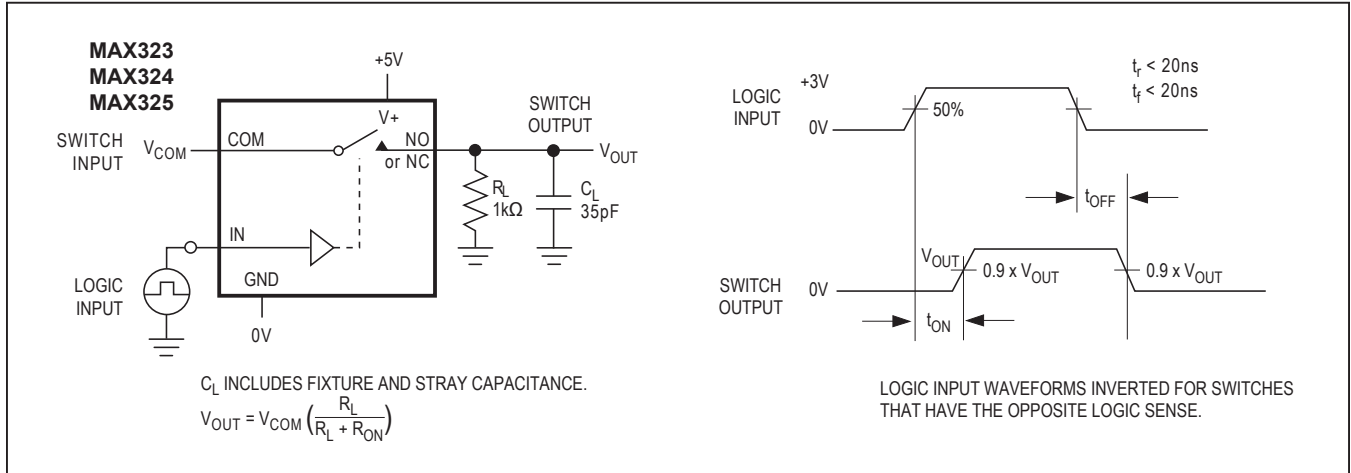 MAX323
MAX324
MAX325
+5V
V+
SWITCH
OUTPUT
SWITCH
INPUT
V_COM
COM
NO
or NC
V_OUT
R_L
1kΩ
C_L
35pF
IN
LOGIC
INPUT
GND
0V
C_L INCLUDES FIXTURE AND STRAY CAPACITANCE.
V_OUT = V_COM (R_L / R_L + R_ON)
LOGIC
INPUT
+3V
0V
50%
t_r < 20ns
t_f < 20ns
t_OFF
SWITCH
OUTPUT
V_OUT
0V
0.9 x V_OUT
0.9 x V_OUT
t_ON
LOGIC INPUT WAVEFORMS INVERTED FOR SWITCHES
THAT HAVE THE OPPOSITE LOGIC SENSE.